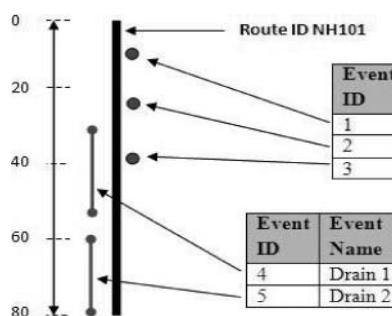 0
Route ID NH101
20
Event
ID
1
2
3
40
60
Event ID Event Name
4 Drain 1
5 Drain 2
80